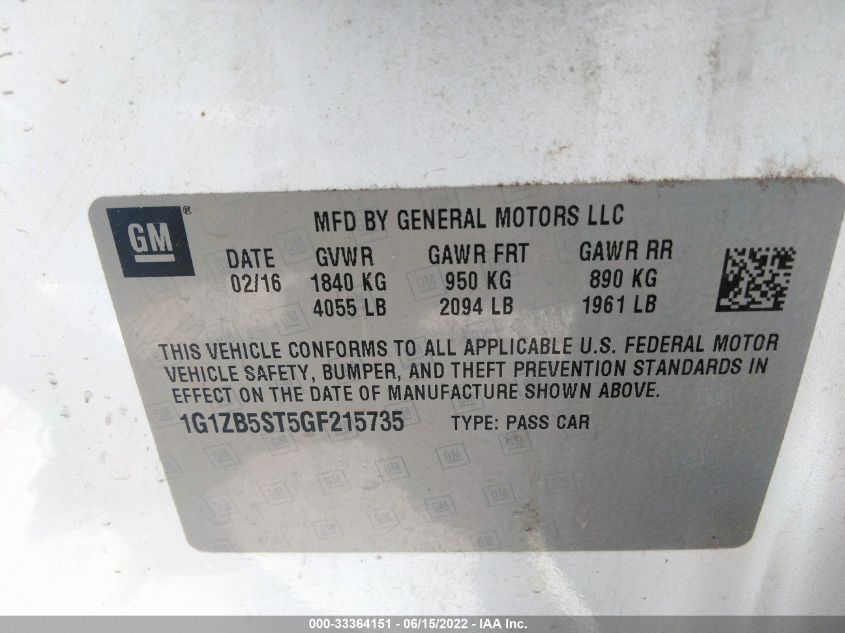 GM ®
MFD BY GENERAL MOTORS LLC
DATE GVWR GAWR FRT GAWR RR
02/16 1840 KG 950 KG 890 KG
4055 LB 2094 LB 1961 LB
THIS VEHICLE CONFORMS TO ALL APPLICABLE U.S. FEDERAL MOTOR
VEHICLE SAFETY, BUMPER, AND THEFT PREVENTION STANDARDS IN
EFFECT ON THE DATE OF MANUFACTURE SHOWN ABOVE.
1G1ZB5ST5GF215735 TYPE: PASS CAR
000-33364151 - 06/15/2022 - IAA